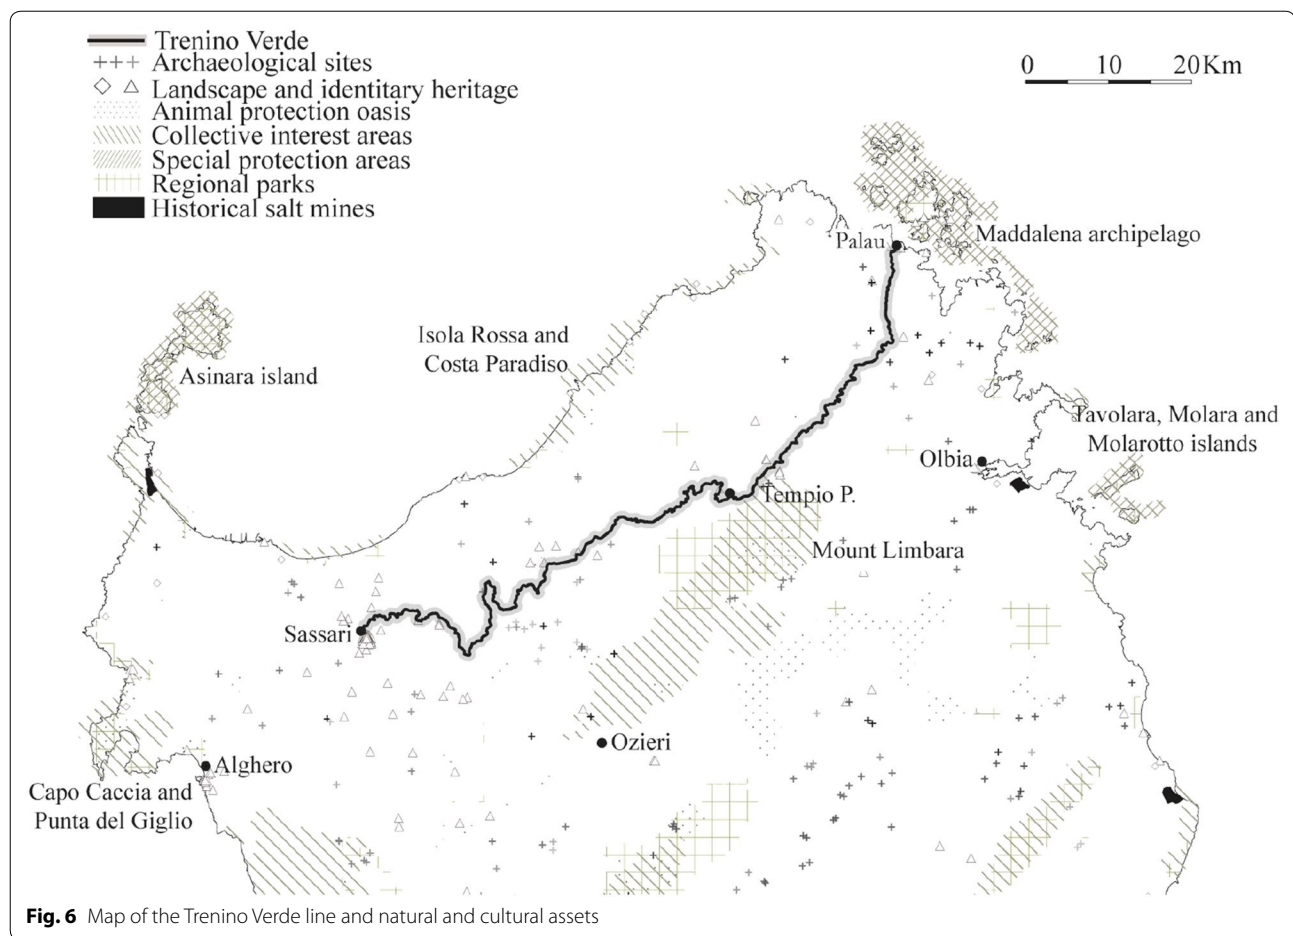 Trenino Verde
Archaeological sites
Landscape and identitary heritage
Animal protection oasis
Collective interest areas
Special protection areas
Regional parks
Historical salt mines
0 10 20 Km
Palau
Maddalena archipelago
Isola Rossa and
Costa Paradiso
Asinara island
Tavolara, Molara and
Molarotto islands
Olbia
Tempio P.
Mount Limbara
Sassari
Ozieri
Alghero
Capo Caccia and
Punta del Giglio
Fig. 6 Map of the Trenino Verde line and natural and cultural assets